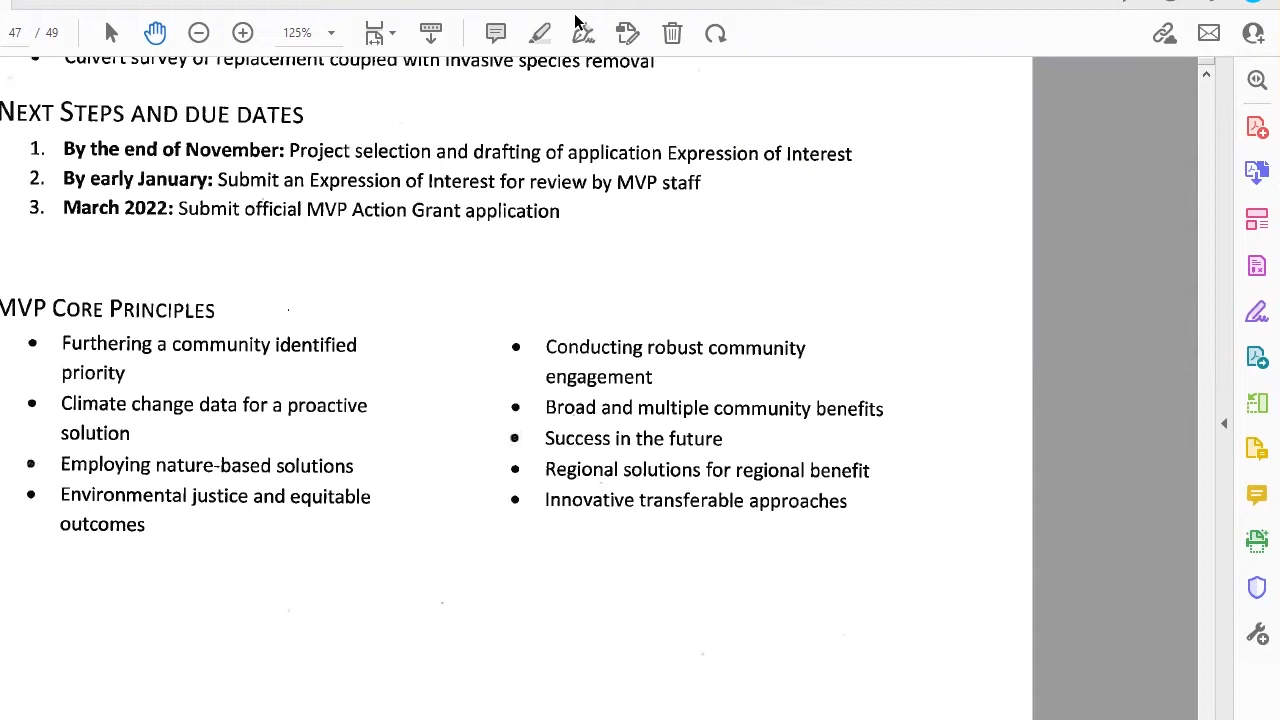 47 / 49
125%
Culvert survey or replacement coupled with invasive species removal
NEXT STEPS AND DUE DATES
1. By the end of November: Project selection and drafting of application Expression of Interest
2. By early January: Submit an Expression of Interest for review by MVP staff
3. March 2022: Submit official MVP Action Grant application
MVP CORE PRINCIPLES
• Furthering a community identified
priority
• Climate change data for a proactive
solution
• Employing nature-based solutions
• Environmental justice and equitable
outcomes
• Conducting robust community
engagement
• Broad and multiple community benefits
• Success in the future
• Regional solutions for regional benefit
• Innovative transferable approaches